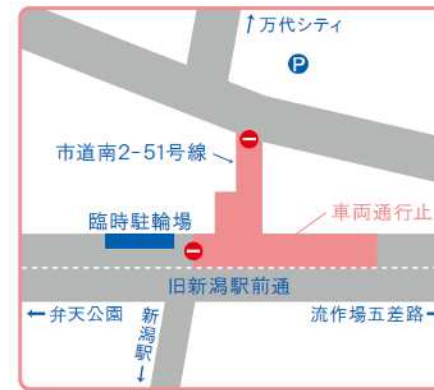 ↑万代シティ
P
市道南2-51号線
車両通行止
臨時駐輪場
旧新潟駅前通
←弁天公園
新潟駅↓
流作場五差路→